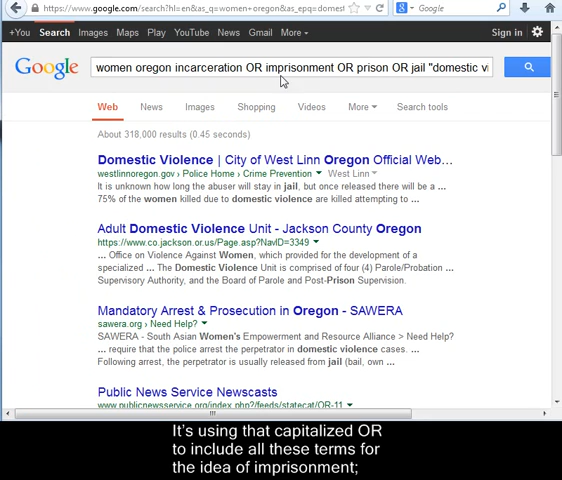 https://www.google.com/search?hl=en&as_q=women+oregon&as_epq=domest
Google
+You Search Images Maps Play YouTube News Gmail More Sign in
Google women oregon incarceration OR imprisonment OR prison OR jail "domestic vi
Web News Images Shopping Videos More Search tools
About 318,000 results (0.45 seconds)
Domestic Violence | City of West Linn Oregon Official Web...
westlinnoregon.gov › Police Home › Crime Prevention West Linn
It is unknown how long the abuser will stay in jail, but once released there will be a ...
75% of the women killed due to domestic violence are killed attempting to ...
Adult Domestic Violence Unit - Jackson County Oregon
https://www.co.jackson.or.us/Page.asp?NavID=3349
... Office on Violence Against Women, which provided for the development of a
specialized ... The Domestic Violence Unit is comprised of four (4) Parole/Probation ...
Supervisory Authority, and the Board of Parole and Post-Prison Supervision.
Mandatory Arrest & Prosecution in Oregon - SAWERA
sawera.org › Need Help?
SAWERA - South Asian Women's Empowerment and Resource Alliance > Need Help?
... require that the police arrest the perpetrator in domestic violence cases. ...
Following arrest, the perpetrator is usually released from jail (bail, own ...
Public News Service Newscasts
www.publicnewsservice.org/index.php?/feeds/statecat/OR-11
It's using that capitalized OR
to include all these terms for
the idea of imprisonment;